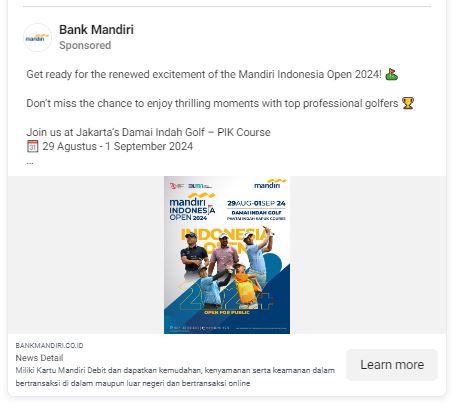 Bank Mandiri
Sponsored
Get ready for the renewed excitement of the Mandiri Indonesia Open 2024! ⛳
Don't miss the chance to enjoy thrilling moments with top professional golfers 🏆
Join us at Jakarta's Damai Indah Golf – PIK Course
📅 29 Agustus - 1 September 2024
...
mandiri
mandiri
INDONESIA
OPEN 2024
29AUG-01SEP 24
DAMAI INDAH GOLF
PANTAI INDAH KAPUK COURSE
INDONESIA
OPEN
2024
OPEN FOR PUBLIC
BANKMANDIRI.CO.ID
News Detail
Miliki Kartu Mandiri Debit dan dapatkan kemudahan, kenyamanan serta keamanan dalam
bertransaksi di dalam maupun luar negeri dan bertransaksi online
Learn more